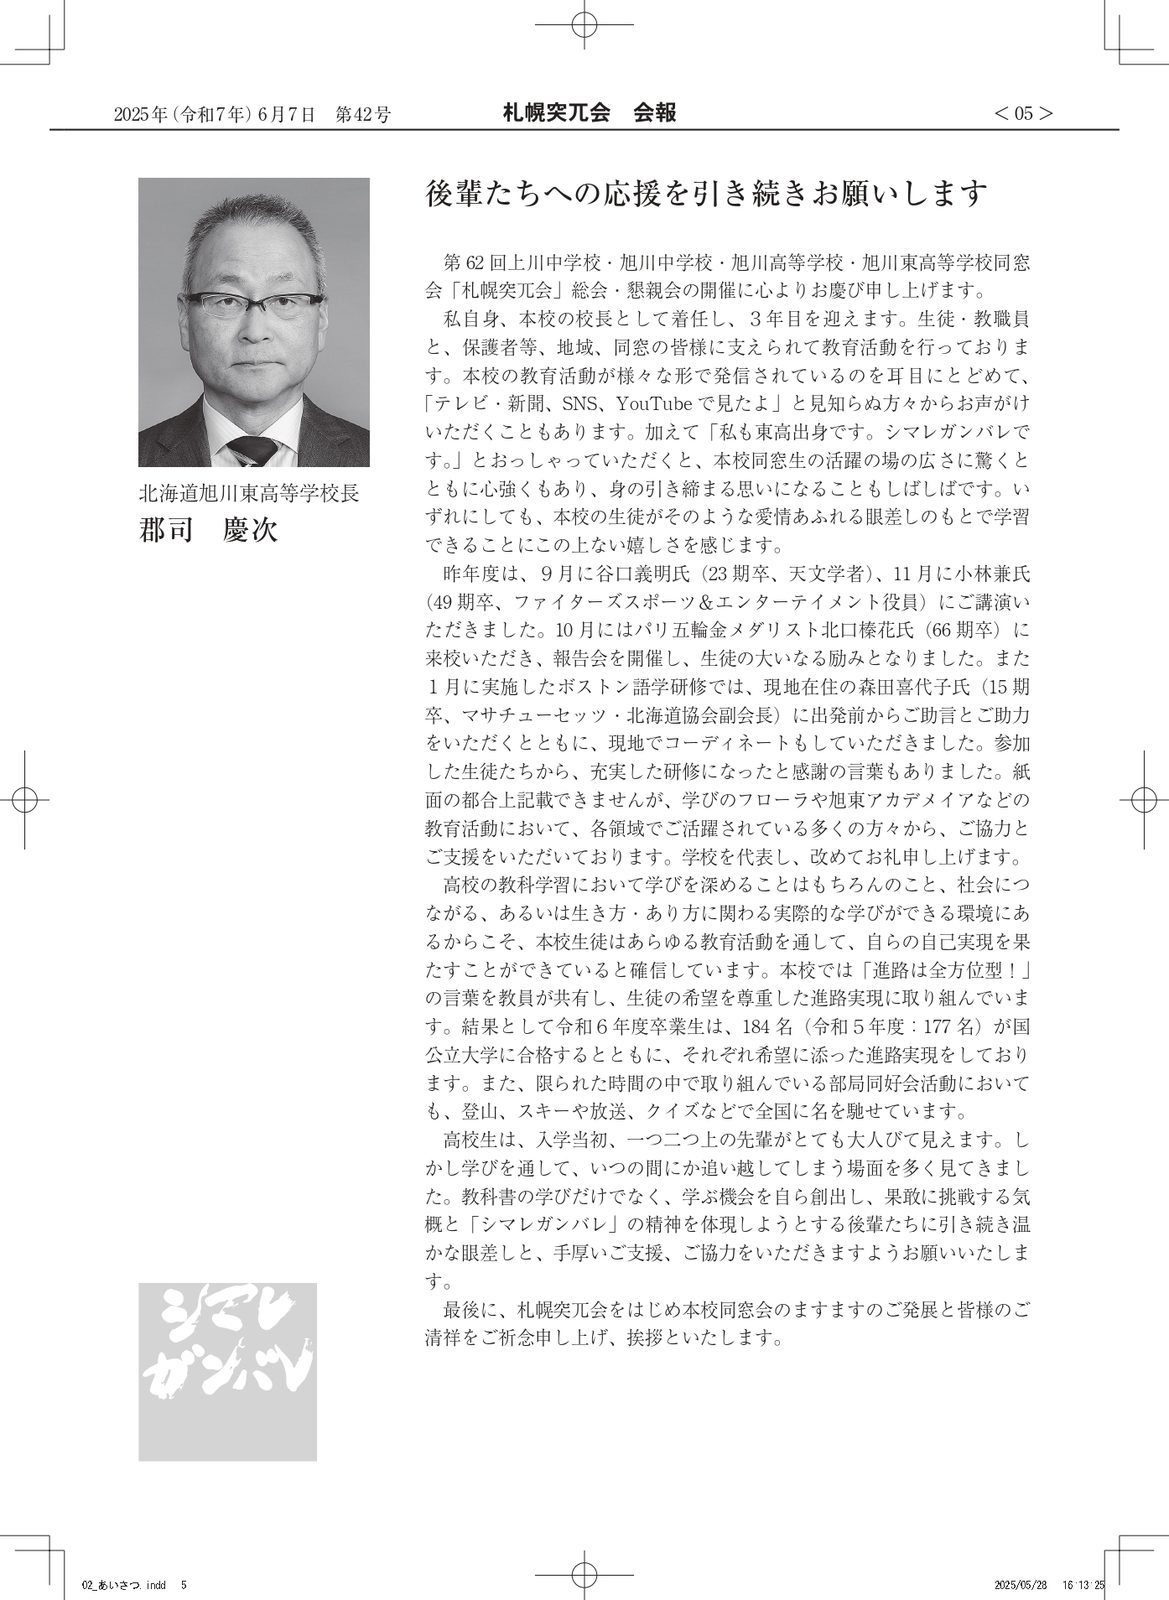 2025年(令和7年)6月7日　第42号
札幌突兀会　会報
＜05＞
北海道旭川東高等学校長
郡司　慶次
後輩たちへの応援を引き続きお願いします
　第62回上川中学校・旭川中学校・旭川高等学校・旭川東高等学校同窓
会「札幌突兀会」総会・懇親会の開催に心よりお慶び申し上げます。
　私自身、本校の校長として着任し、３年目を迎えます。生徒・教職員
と、保護者等、地域、同窓の皆様に支えられて教育活動を行っておりま
す。本校の教育活動が様々な形で発信されているのを耳目にとどめて、
「テレビ・新聞、SNS、YouTubeで見たよ」と見知らぬ方々からお声がけ
いただくこともあります。加えて「私も東高出身です。シマレガンバレで
す。」とおっしゃっていただくと、本校同窓生の活躍の場の広さに驚くと
ともに心強くもあり、身の引き締まる思いになることもしばしばです。い
ずれにしても、本校の生徒がそのような愛情あふれる眼差しのもとで学習
できることにこの上ない嬉しさを感じます。
　昨年度は、９月に谷口義明氏（23期卒、天文学者）、11月に小林兼氏
（49期卒、ファイターズスポーツ＆エンターテイメント役員）にご講演い
ただきました。10月にはパリ五輪金メダリスト北口榛花氏（66期卒）に
来校いただき、報告会を開催し、生徒の大いなる励みとなりました。また
１月に実施したボストン語学研修では、現地在住の森田喜代子氏（15期
卒、マサチューセッツ・北海道協会副会長）に出発前からご助言とご助力
をいただくとともに、現地でコーディネートもしていただきました。参加
した生徒たちから、充実した研修になったと感謝の言葉もありました。紙
面の都合上記載できませんが、学びのフローラや旭東アカデメイアなどの
教育活動において、各領域でご活躍されている多くの方々から、ご協力と
ご支援をいただいております。学校を代表し、改めてお礼申し上げます。
　高校の教科学習において学びを深めることはもちろんのこと、社会につ
ながる、あるいは生き方・あり方に関わる実際的な学びができる環境にあ
るからこそ、本校生徒はあらゆる教育活動を通して、自らの自己実現を果
たすことができていると確信しています。本校では「進路は全方位型！」
の言葉を教員が共有し、生徒の希望を尊重した進路実現に取り組んでいま
す。結果として令和６年度卒業生は、184名（令和５年度：177名）が国
公立大学に合格するとともに、それぞれ希望に添った進路実現をしており
ます。また、限られた時間の中で取り組んでいる部局同好会活動において
も、登山、スキーや放送、クイズなどで全国に名を馳せています。
　高校生は、入学当初、一つ二つ上の先輩がとても大人びて見えます。し
かし学びを通して、いつの間にか追い越してしまう場面を多く見てきまし
た。教科書の学びだけでなく、学ぶ機会を自ら創出し、果敢に挑戦する気
概と「シマレガンバレ」の精神を体現しようとする後輩たちに引き続き温
かな眼差しと、手厚いご支援、ご協力をいただきますようお願いいたしま
す。
　最後に、札幌突兀会をはじめ本校同窓会のますますのご発展と皆様のご
清祥をご祈念申し上げ、挨拶といたします。
シマレ
ガンバレ
02_あいさつ.indd　5
2025/05/28　16:13:25